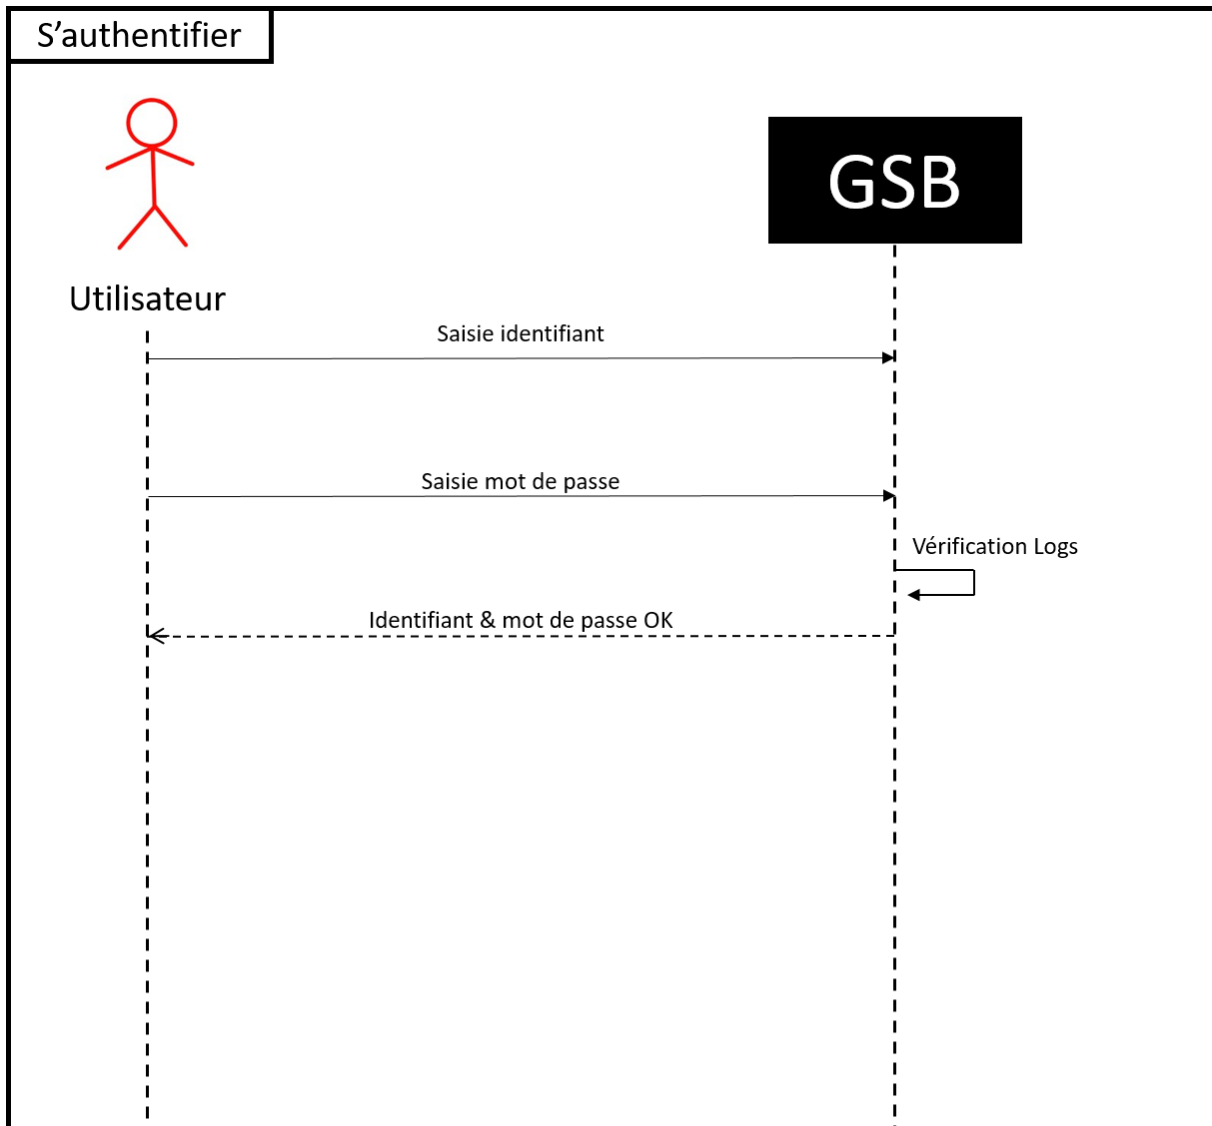 S’authentifier
GSB
Utilisateur
Saisie identifiant
Saisie mot de passe
Vérification Logs
Identifiant & mot de passe OK